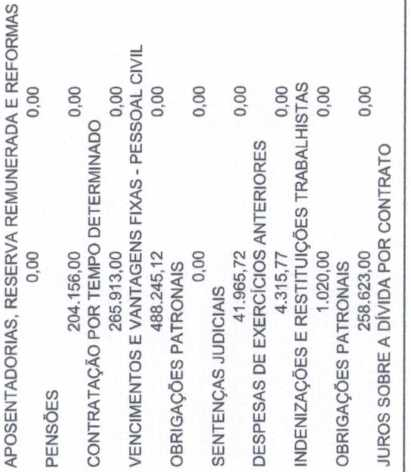 APOSENTADORIAS, RESERVA REMUNERADA E REFORMAS
0,00 0,00
PENSÕES
204.156,00 0,00
CONTRATAÇÃO POR TEMPO DETERMINADO
265.913,00 0,00
VENCIMENTOS E VANTAGENS FIXAS - PESSOAL CIVIL
488.245,12 0,00
OBRIGAÇÕES PATRONAIS
0,00 0,00
SENTENÇAS JUDICIAIS
41.965,72 0,00
DESPESAS DE EXERCÍCIOS ANTERIORES
4.315,77 0,00
INDENIZAÇÕES E RESTITUIÇÕES TRABALHISTAS
1.020,00 0,00
OBRIGAÇÕES PATRONAIS
258.623,00 0,00
JUROS SOBRE A DÍVIDA POR CONTRATO